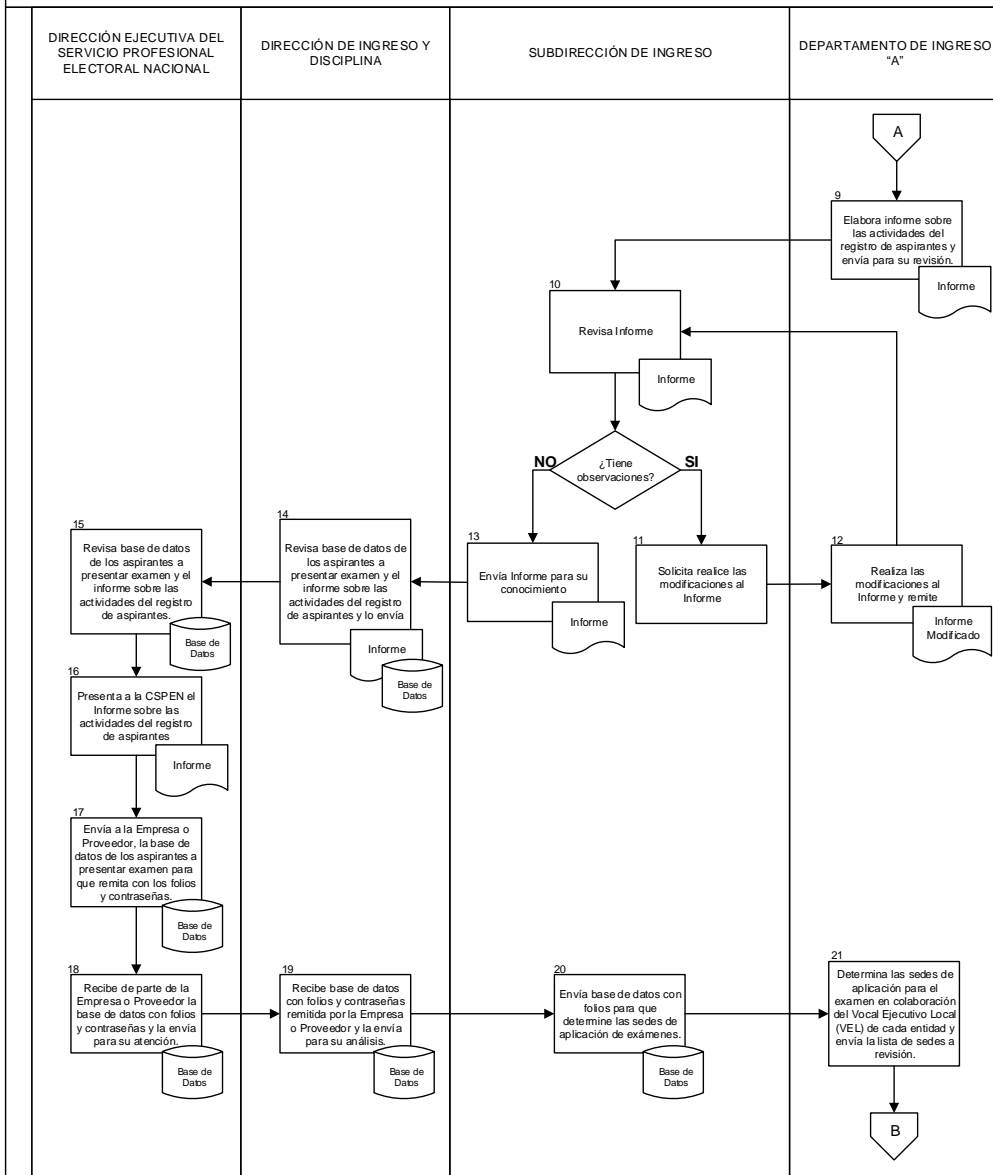 DIRECCIÓN EJECUTIVA DEL
SERVICIO PROFESIONAL
ELECTORAL NACIONAL
DIRECCIÓN DE INGRESO Y
DISCIPLINA
SUBDIRECCIÓN DE INGRESO
DEPARTAMENTO DE INGRESO
“A”
A
9
Elabora informe sobre
las actividades del
registro de aspirantes y
envía para su revisión.
Informe
10
Revisa Informe
Informe
¿Tiene
observaciones?
NO
SI
15
Revisa base de datos
de los aspirantes a
presentar examen y el
informe sobre las
actividades del registro
de aspirantes.
Base de
Datos
14
Revisa base de datos de
los aspirantes a
presentar examen y el
informe sobre las
actividades del registro
de aspirantes y lo envía
Informe
Base de
Datos
13
Envía Informe para su
conocimiento
Informe
11
Solicita realice las
modificaciones al
Informe
12
Realiza las
modificaciones al
Informe y remite
Informe
Modificado
16
Presenta a la CSPEN el
Informe sobre las
actividades del registro
de aspirantes
Informe
17
Envía a la Empresa o
Proveedor, la base de
datos de los aspirantes a
presentar examen para
que remita con los folios
y contraseñas.
Base de
Datos
18
Recibe de parte de la
Empresa o Proveedor la
base de datos con folios
y contraseñas y la envía
para su atención.
Base de
Datos
19
Recibe base de datos
con folios y contraseñas
remitida por la Empresa
o Proveedor y la envía
para su análisis.
Base de
Datos
20
Envía base de datos con
folios para que
determine las sedes de
aplicación de exámenes.
Base de
Datos
21
Determina las sedes de
aplicación para el
examen en colaboración
del Vocal Ejecutivo Local
(VEL) de cada entidad y
envía la lista de sedes a
revisión.
B